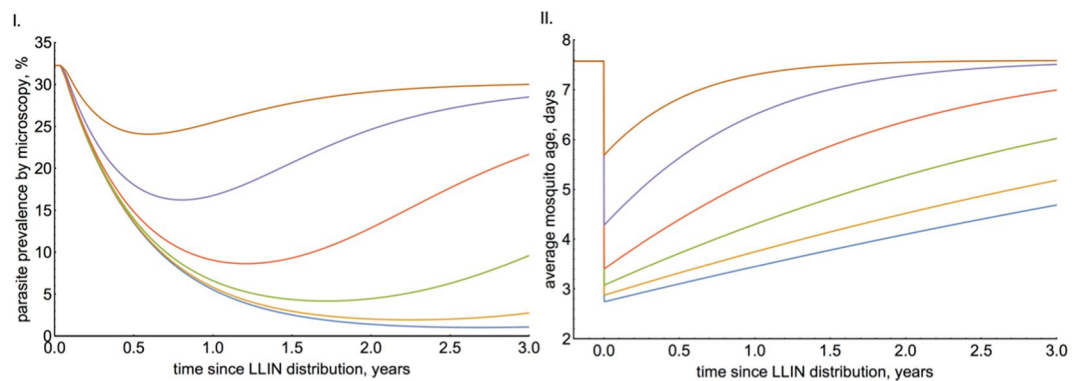 I.
parasite prevalence by microscopy, %
35
30
25
20
15
10
5
0
0.0 0.5 1.0 1.5 2.0 2.5 3.0
time since LLIN distribution, years
II.
average mosquito age, days
8
7
6
5
4
3
2
0.0 0.5 1.0 1.5 2.0 2.5 3.0
time since LLIN distribution, years